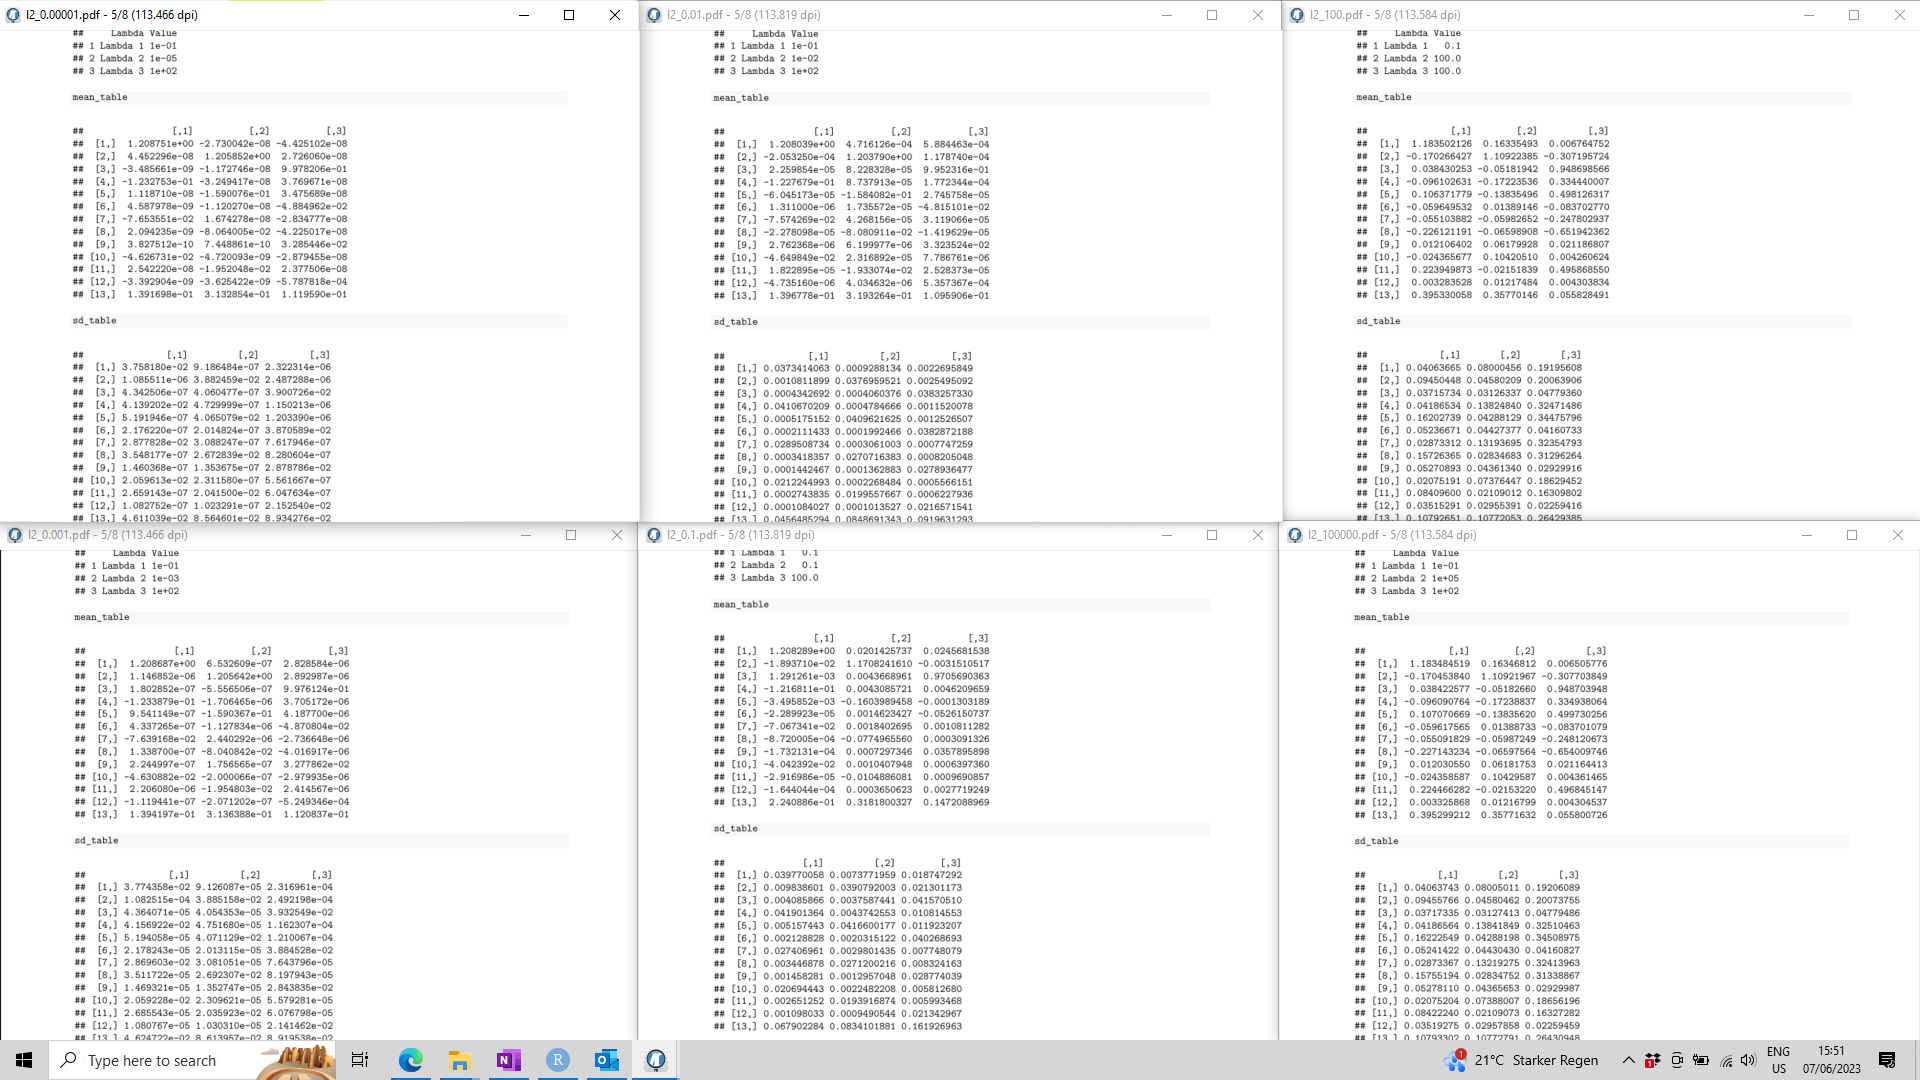 l2_0.00001.pdf - 5/8 (113.466 dpi)
## Lambda Value
## 1 Lambda 1 1e-01
## 2 Lambda 2 1e-05
## 3 Lambda 3 1e+02
mean_table
## [,1] [,2] [,3]
## [1,] 1.208751e+00 -2.730042e-08 -4.425102e-08
## [2,] 4.452296e-08 1.205852e+00 2.726060e-08
## [3,] -3.485661e-09 -1.172746e-08 9.978206e-01
## [4,] -1.232753e-01 -3.249417e-08 3.769671e-08
## [5,] 1.118710e-08 -1.590076e-01 3.475689e-08
## [6,] 4.587978e-09 -1.120270e-08 -4.884962e-02
## [7,] -7.653551e-02 1.674278e-08 -2.834777e-08
## [8,] 2.094235e-09 -8.064005e-02 -4.225017e-08
## [9,] 3.827512e-10 7.448861e-10 3.285446e-02
## [10,] -4.626731e-02 -4.720093e-09 -2.879455e-08
## [11,] 2.542220e-08 -1.952048e-02 2.377506e-08
## [12,] -3.392904e-09 -3.625422e-09 -5.787818e-04
## [13,] 1.391698e-01 3.132854e-01 1.119590e-01
sd_table
## [,1] [,2] [,3]
## [1,] 3.758180e-02 9.186484e-07 2.322314e-06
## [2,] 1.085511e-06 3.882459e-02 2.487288e-06
## [3,] 4.342506e-07 4.060477e-07 3.900726e-02
## [4,] 4.139202e-02 4.729999e-07 1.150213e-06
## [5,] 5.191946e-07 4.065079e-02 1.203390e-06
## [6,] 2.176220e-07 2.014824e-07 3.870589e-02
## [7,] 2.877828e-02 3.088247e-07 7.617946e-07
## [8,] 3.548177e-07 2.672839e-02 8.280604e-07
## [9,] 1.460368e-07 1.353675e-07 2.878786e-02
## [10,] 2.059613e-02 2.311580e-07 5.561667e-07
## [11,] 2.659143e-07 2.041500e-02 6.047634e-07
## [12,] 1.082752e-07 1.023291e-07 2.152540e-02
## [13,] 4.611039e-02 8.564601e-02 8.934276e-02
l2_0.01.pdf - 5/8 (113.819 dpi)
## Lambda Value
## 1 Lambda 1 1e-01
## 2 Lambda 2 1e-02
## 3 Lambda 3 1e+02
mean_table
## [,1] [,2] [,3]
## [1,] 1.208039e+00 4.716126e-04 5.884463e-04
## [2,] -2.053250e-04 1.203790e+00 1.178740e-04
## [3,] 2.259854e-05 8.228328e-05 9.952316e-01
## [4,] -1.227679e-01 8.737913e-05 1.772344e-04
## [5,] -6.045173e-05 -1.584082e-01 2.745758e-05
## [6,] 1.311000e-06 1.735572e-05 -4.815101e-02
## [7,] -7.574269e-02 4.268156e-05 3.119066e-05
## [8,] -2.278098e-05 -8.080911e-02 -1.419629e-05
## [9,] 2.762368e-06 6.199977e-06 3.323524e-02
## [10,] -4.649849e-02 2.316892e-05 7.786761e-06
## [11,] 1.822895e-05 -1.933074e-02 2.528373e-05
## [12,] -4.735160e-06 4.034632e-06 5.357367e-04
## [13,] 1.396778e-01 3.193264e-01 1.095906e-01
sd_table
## [,1] [,2] [,3]
## [1,] 0.0373414063 0.0009288134 0.0022695849
## [2,] 0.0010811899 0.0376959521 0.0025495092
## [3,] 0.0004342692 0.0004060376 0.0383257330
## [4,] 0.0410670209 0.0004784666 0.0011520078
## [5,] 0.0005175152 0.0409621625 0.0012526507
## [6,] 0.0002111433 0.0001992466 0.0382872188
## [7,] 0.0289508734 0.0003061003 0.0007747259
## [8,] 0.0003418357 0.0270716383 0.0008205048
## [9,] 0.0001442467 0.0001362883 0.0278936477
## [10,] 0.0212244993 0.0002268484 0.0005566151
## [11,] 0.0002743835 0.0199557667 0.0006227936
## [12,] 0.0001084027 0.0001013527 0.0216571541
## [13,] 0.0456485294 0.0848691343 0.0919631293
l2_100.pdf - 5/8 (113.584 dpi)
## Lambda Value
## 1 Lambda 1 0.1
## 2 Lambda 2 100.0
## 3 Lambda 3 100.0
mean_table
## [,1] [,2] [,3]
## [1,] 1.183502126 0.16335493 0.006764752
## [2,] -0.170266427 1.10922385 -0.307195724
## [3,] 0.038430253 -0.05181942 0.948698566
## [4,] -0.096102631 -0.17223536 0.334440007
## [5,] 0.106371779 -0.13835496 0.498126317
## [6,] -0.059649532 0.01389146 -0.083702770
## [7,] -0.055103882 -0.05982652 -0.247802937
## [8,] -0.226121191 -0.06598908 -0.651942362
## [9,] 0.012106402 0.06179928 0.021186807
## [10,] -0.024365677 0.10420510 0.004260624
## [11,] 0.223949873 -0.02151839 0.495868550
## [12,] 0.003283528 0.01217484 0.004303834
## [13,] 0.395330058 0.35770146 0.055828491
sd_table
## [,1] [,2] [,3]
## [1,] 0.04063665 0.08000456 0.19195608
## [2,] 0.09450448 0.04580209 0.20063906
## [3,] 0.03715734 0.03126337 0.04779360
## [4,] 0.04186534 0.13824840 0.32471486
## [5,] 0.16202739 0.04288129 0.34475796
## [6,] 0.05236671 0.04427377 0.04160733
## [7,] 0.02873312 0.13193695 0.32354793
## [8,] 0.15726365 0.02834683 0.31296264
## [9,] 0.05270893 0.04361340 0.02929916
## [10,] 0.02075191 0.07376447 0.18629452
## [11,] 0.08409600 0.02109012 0.16309802
## [12,] 0.03515291 0.02955391 0.02259416
## [13,] 0.10792651 0.10772053 0.26429385
l2_0.001.pdf - 5/8 (113.466 dpi)
## Lambda Value
## 1 Lambda 1 1e-01
## 2 Lambda 2 1e-03
## 3 Lambda 3 1e+02
mean_table
## [,1] [,2] [,3]
## [1,] 1.208687e+00 6.532609e-07 2.828584e-06
## [2,] 1.146852e-06 1.205642e+00 2.892987e-06
## [3,] 1.802852e-07 -5.556506e-07 9.976124e-01
## [4,] -1.233879e-01 -1.706465e-06 3.705172e-06
## [5,] 9.541149e-07 -1.590367e-01 4.187700e-06
## [6,] 4.337265e-07 -1.127834e-06 -4.870804e-02
## [7,] -7.639168e-02 2.440292e-06 -2.736648e-06
## [8,] 1.338700e-07 -8.040842e-02 -4.016917e-06
## [9,] 2.244997e-07 1.756565e-07 3.277862e-02
## [10,] -4.630882e-02 -2.000066e-07 -2.979935e-06
## [11,] 2.206080e-06 -1.954803e-02 2.414567e-06
## [12,] -1.119441e-07 -2.071202e-07 -5.249346e-04
## [13,] 1.394197e-01 3.136388e-01 1.120837e-01
sd_table
## [,1] [,2] [,3]
## [1,] 3.774358e-02 9.126087e-05 2.316961e-04
## [2,] 1.082515e-04 3.885158e-02 2.492198e-04
## [3,] 4.364071e-05 4.054353e-05 3.932549e-02
## [4,] 4.156922e-02 4.751680e-05 1.162307e-04
## [5,] 5.194058e-05 4.071129e-02 1.210067e-04
## [6,] 2.178243e-05 2.013115e-05 3.884528e-02
## [7,] 2.869603e-02 3.081051e-05 7.643796e-05
## [8,] 3.511722e-05 2.692307e-02 8.197943e-05
## [9,] 1.469321e-05 1.352747e-05 2.843835e-02
## [10,] 2.059228e-02 2.309621e-05 5.579281e-05
## [11,] 2.685543e-05 2.035923e-02 6.076798e-05
## [12,] 1.080767e-05 1.030310e-05 2.141462e-02
## [13,] 4.624722e-02 8.613957e-02 8.919538e-02
l2_0.1.pdf - 5/8 (113.819 dpi)
## 1 Lambda 1 0.1
## 2 Lambda 2 0.1
## 3 Lambda 3 100.0
mean_table
## [,1] [,2] [,3]
## [1,] 1.208289e+00 0.0201425737 0.0245681538
## [2,] -1.893710e-02 1.1708241610 -0.0031510517
## [3,] 1.291261e-03 0.0043668961 0.9705690363
## [4,] -1.216811e-01 0.0043085721 0.0046209659
## [5,] -3.495852e-03 -0.1603989458 -0.0001303189
## [6,] -2.289923e-05 0.0014623427 -0.0526150737
## [7,] -7.067341e-02 0.0018402695 0.0010811282
## [8,] -8.720005e-04 -0.0774965560 0.0003091326
## [9,] -1.732131e-04 0.0007297346 0.0357895898
## [10,] -4.042392e-02 0.0010407948 0.0006397360
## [11,] -2.916986e-05 -0.0104886081 0.0009690857
## [12,] -1.644044e-04 0.0003650623 0.0027719249
## [13,] 2.240886e-01 0.3181800327 0.1472088969
sd_table
## [,1] [,2] [,3]
## [1,] 0.039770058 0.0073771959 0.018747292
## [2,] 0.009838601 0.0390792003 0.021301173
## [3,] 0.004085866 0.0037587441 0.041570510
## [4,] 0.041901364 0.0043742553 0.010814553
## [5,] 0.005157443 0.0416600177 0.011923207
## [6,] 0.002128828 0.0020315122 0.040268693
## [7,] 0.027406961 0.0029801435 0.007748079
## [8,] 0.003446878 0.0271200216 0.008324163
## [9,] 0.001458281 0.0012957048 0.028774039
## [10,] 0.020694443 0.0022482208 0.005812680
## [11,] 0.002651252 0.0193916874 0.005993468
## [12,] 0.001098033 0.0009490544 0.021342967
## [13,] 0.067902284 0.0834101881 0.161926963
l2_100000.pdf - 5/8 (113.584 dpi)
## Lambda Value
## 1 Lambda 1 1e-01
## 2 Lambda 2 1e+05
## 3 Lambda 3 1e+02
mean_table
## [,1] [,2] [,3]
## [1,] 1.183484519 0.16346812 0.006505776
## [2,] -0.170453840 1.10921967 -0.307703849
## [3,] 0.038422577 -0.05182660 0.948703948
## [4,] -0.096090764 -0.17238837 0.334938064
## [5,] 0.107070669 -0.13835620 0.499730256
## [6,] -0.059617565 0.01388733 -0.083701079
## [7,] -0.055091829 -0.05987249 -0.248120673
## [8,] -0.227143234 -0.06597564 -0.654009746
## [9,] 0.012030550 0.06181753 0.021164413
## [10,] -0.024358587 0.10429587 0.004361465
## [11,] 0.224466282 -0.02153220 0.496845147
## [12,] 0.003325868 0.01216799 0.004304537
## [13,] 0.395299212 0.35771632 0.055800726
sd_table
## [,1] [,2] [,3]
## [1,] 0.04063743 0.08005011 0.19206089
## [2,] 0.09455766 0.04580462 0.20073755
## [3,] 0.03717335 0.03127413 0.04779486
## [4,] 0.04186564 0.13841849 0.32510463
## [5,] 0.16222549 0.04288198 0.34508975
## [6,] 0.05241422 0.04430430 0.04160827
## [7,] 0.02873367 0.13219275 0.32413963
## [8,] 0.15755194 0.02834752 0.31338867
## [9,] 0.05278110 0.04365653 0.02929987
## [10,] 0.02075204 0.07388007 0.18656196
## [11,] 0.08422240 0.02109073 0.16327282
## [12,] 0.03519275 0.02957858 0.02259459
## [13,] 0.10793302 0.10772791 0.26430948
Type here to search
21°C Starker Regen
ENG
US
15:51
07/06/2023